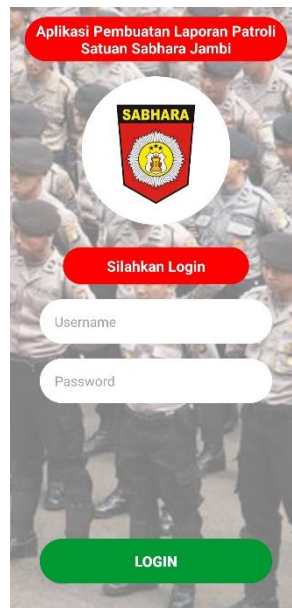 Aplikasi Pembuatan Laporan Patroli
Satuan Sabhara Jambi
SABHARA
Silahkan Login
Username
Password
LOGIN